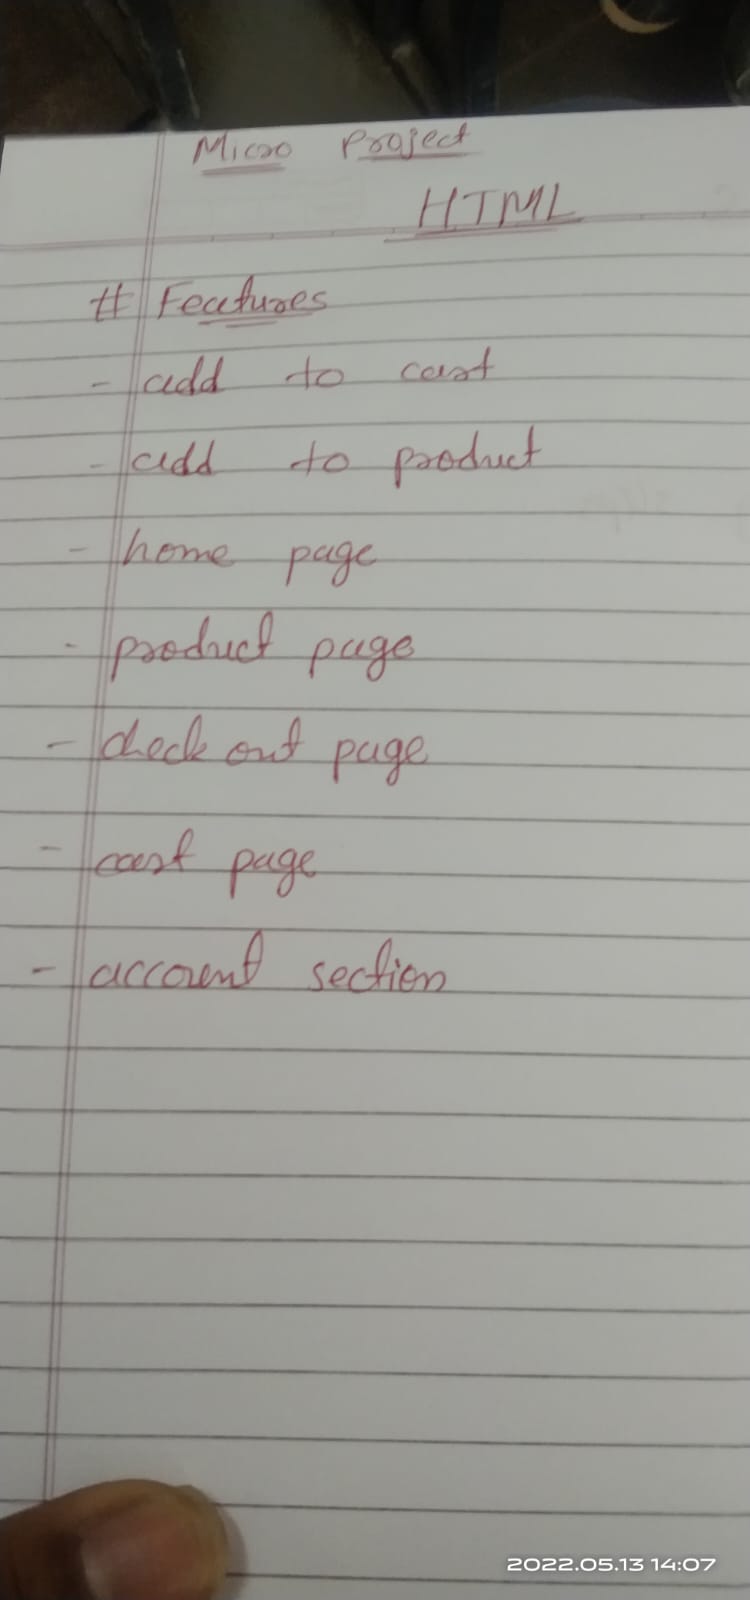 Micro Project
HTML
# Features
- add to cart
- add to product
- home page
- product page
- check out page
- cart page
- account section
2022.05.13 14:07